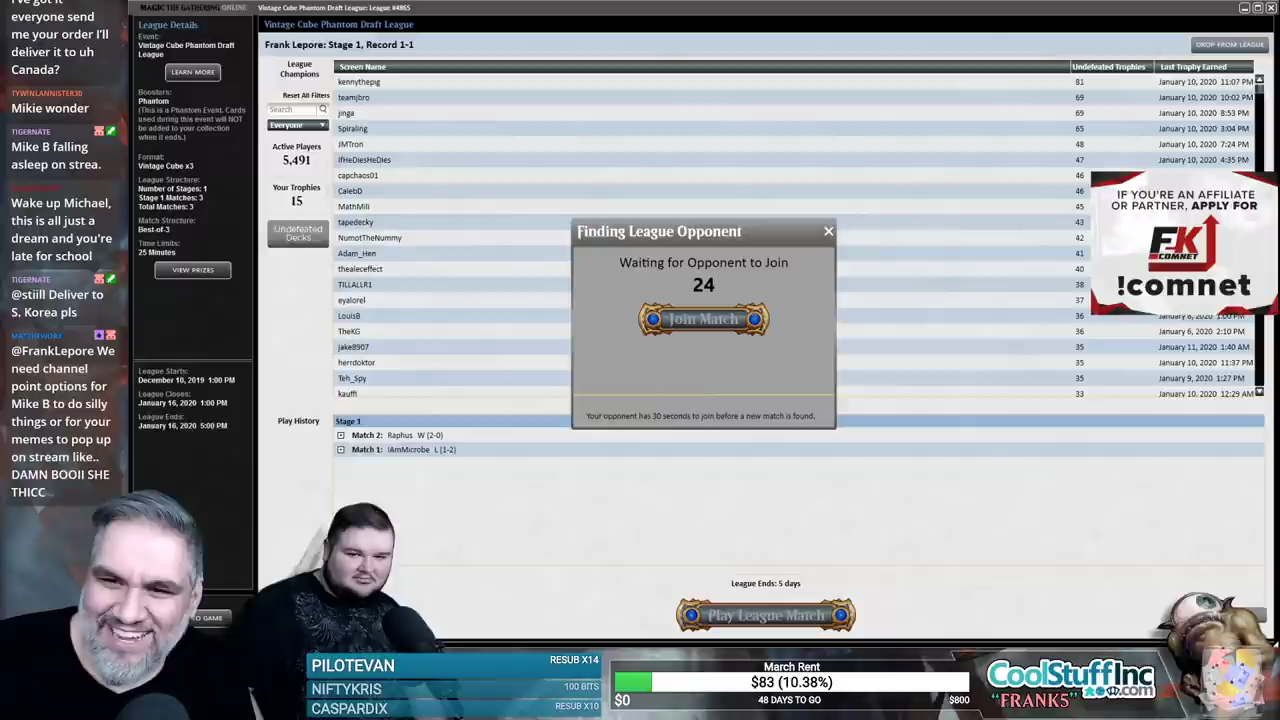 I've got it
everyone send
me your order I'll
deliver it to uh
Canada?
TYWINLANNISTER30
Mikie wonder
TIGERNATE
Mike B falling
asleep on strea.
Wake up Michael,
this is all just a
dream and you're
late for school
TIGERNATE
@stiill Deliver to
S. Korea pls
MATTHEWORX
@FrankLepore We
need channel
point options for
Mike B to do silly
things or for your
memes to pop up
on stream like..
DAMN BOOII SHE
THICC
MAGIC THE GATHERING ONLINE
Vintage Cube Phantom Draft League: League #4865
League Details
Event:
Vintage Cube Phantom Draft
League
LEARN MORE
Boosters:
Phantom
(This is a Phantom Event. Cards
used during this event will NOT
be added to your collection
when it ends.)
Format:
Vintage Cube x3
League Structure:
Number of Stages: 1
Stage 1 Matches: 3
Total Matches: 3
Match Structure:
Best-of-3
Time Limits:
25 Minutes
VIEW PRIZES
League Starts:
December 10, 2019 1:00 PM
League Closes:
January 16, 2020 1:00 PM
League Ends:
January 16, 2020 5:00 PM
O GAME
Vintage Cube Phantom Draft League
Frank Lepore: Stage 1, Record 1-1
DROP FROM LEAGUE
League
Champions
Reset All Filters
Search
Everyone
Active Players
5,491
Your Trophies
15
Undefeated
Decks...
Screen Name Undefeated Trophies Last Trophy Earned
kennythepig 81 January 10, 2020 11:07 PM
teamjbro 69 January 10, 2020 10:02 PM
jinga 69 January 10, 2020 8:53 PM
Spiraling 65 January 10, 2020 3:04 PM
JMTron 48 January 10, 2020 7:24 PM
IfHeDiesHeDies 47 January 10, 2020 4:35 PM
capchaos01 46
CalebD 46
MathMill 45
tapedecky 43
NumotTheNummy 42
Adam_Hen 41
thealeceffect 40
TILLALLR1 38
eyalorel 37
LouisB 36 January 8, 2020 1:00 PM
TheKG 36 January 6, 2020 2:10 PM
jake8907 35 January 11, 2020 1:40 AM
herrdoktor 35 January 10, 2020 11:37 PM
Teh_Spy 35 January 9, 2020 1:27 PM
kauffj 33 January 10, 2020 12:29 AM
Finding League Opponent
Waiting for Opponent to Join
24
Join Match
Your opponent has 30 seconds to join before a new match is found.
IF YOU'RE AN AFFILIATE
OR PARTNER, APPLY FOR
F2K
COMNET
!comnet
Play History
Stage 1
Match 2: Raphus W (2-0)
Match 1: IAmMicrobe L (1-2)
League Ends: 5 days
Play League Match
PILOTEVAN RESUB X14
NIFTYKRIS 100 BITS
CASPARDIX RESUB X10
March Rent
$83 (10.38%)
$0 48 DAYS TO GO $800
CoolStuffInc
.com
"FRANK5"